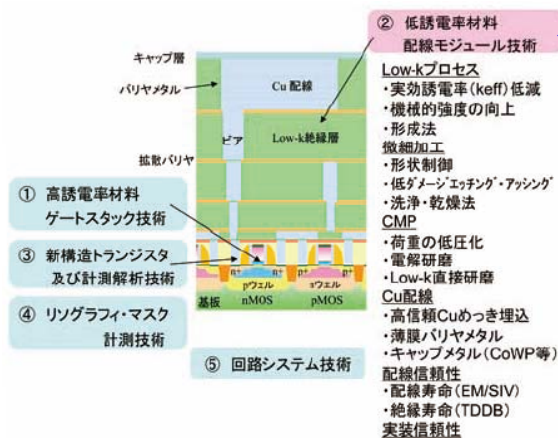 ② 低誘電率材料
配線モジュール技術
キャップ層
バリヤメタル
Cu 配線
ビア
Low-k絶縁層
拡散バリヤ
① 高誘電率材料
ゲートスタック技術
③ 新構造トランジスタ
及び計測解析技術
④ リソグラフィ・マスク
計測技術
n+ n+ p+ p+
pウェル nウェル
基板 nMOS pMOS
⑤ 回路システム技術
Low-kプロセス
・実効誘電率(keff)低減
・機械的強度の向上
・形成法
微細加工
・形状制御
・低ダメージエッチング・アッシング
・洗浄・乾燥法
CMP
・荷重の低圧化
・電解研磨
・Low-k直接研磨
Cu配線
・高信頼Cuめっき埋込
・薄膜バリヤメタル
・キャップメタル(CoWP等)
配線信頼性
・配線寿命(EM/SIV)
・絶縁寿命(TDDB)
実装信頼性